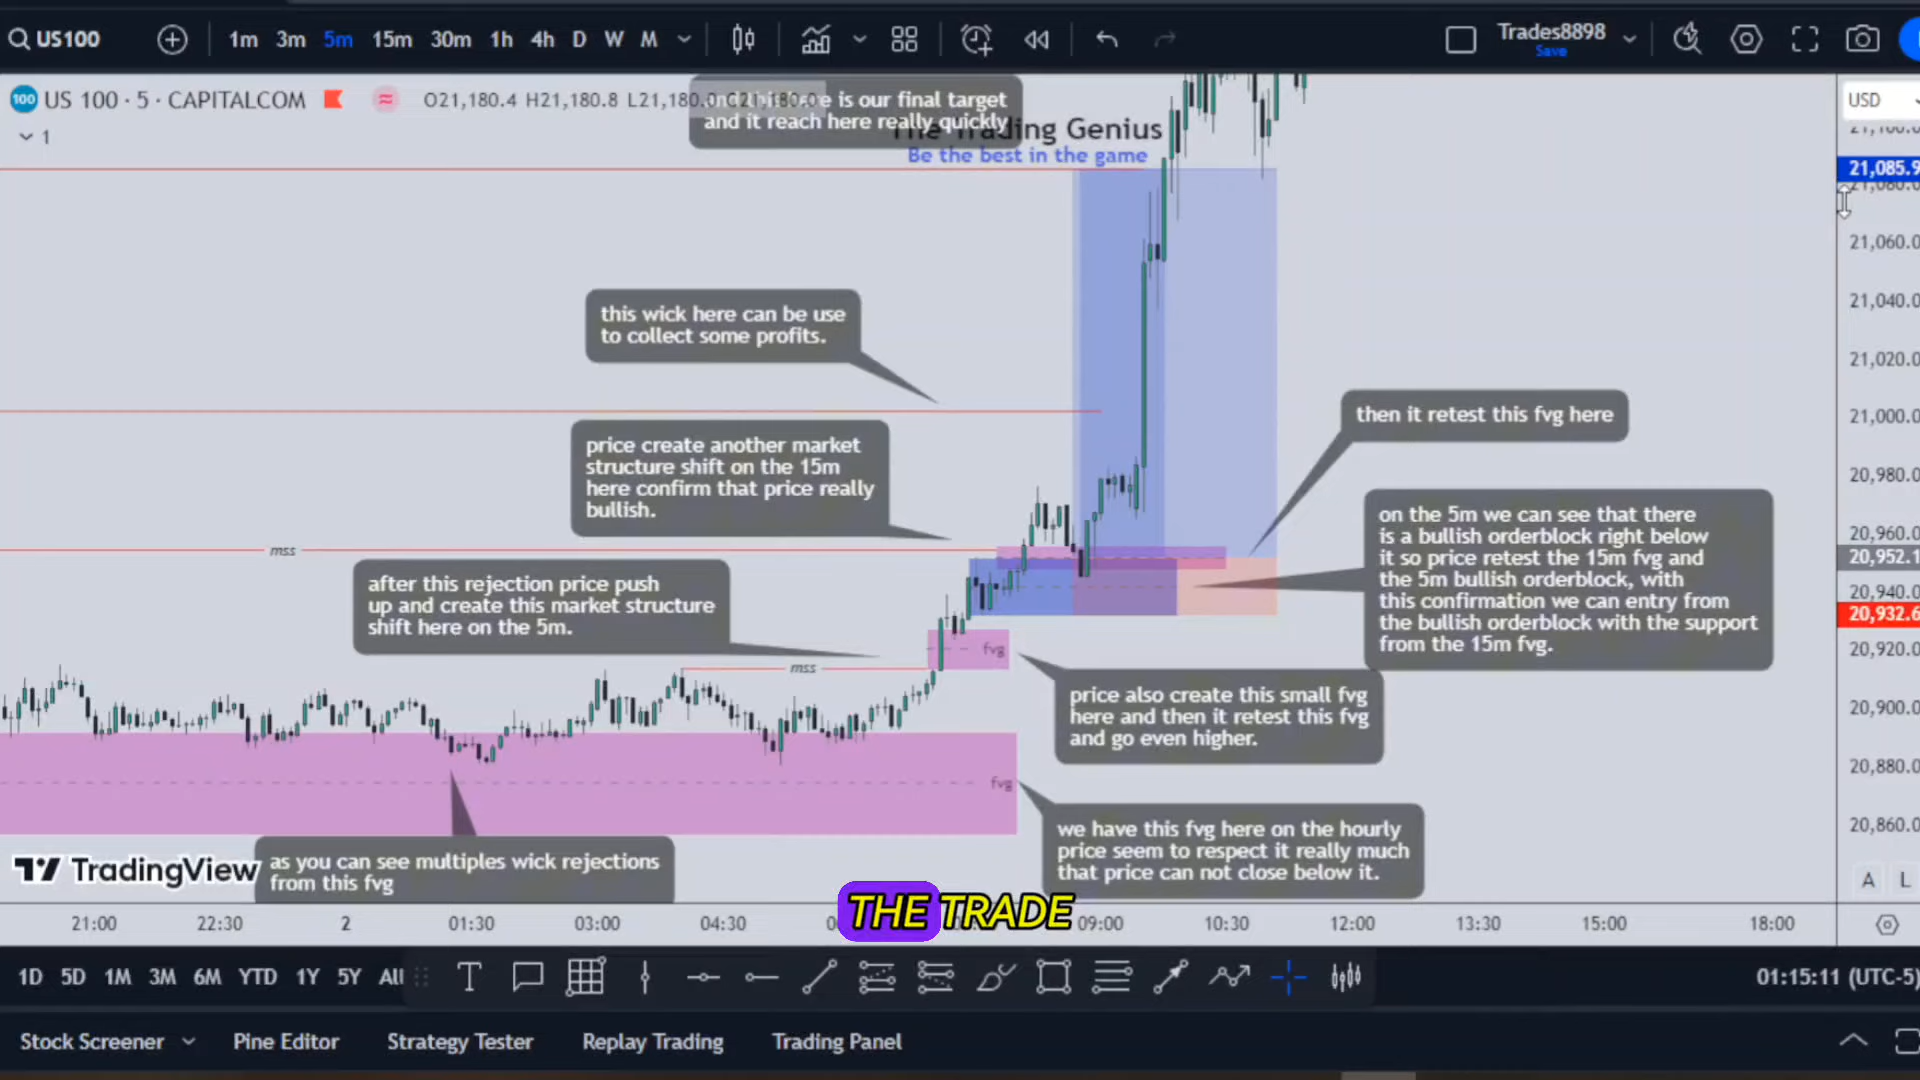 US100
1m 3m 5m 15m 30m 1h 4h D W M
Trades8898
Save
100 US 100 · 5 · CAPITALCOM
O21,180.4 H21,180.8
is our final target
and it reach here really quickly
Trading Genius
Be the best in the game
1
USD
21,085.9
21,060.0
21,040.0
21,020.0
21,000.0
20,980.0
20,960.0
20,952.1
20,940.0
20,932.6
20,920.0
20,900.0
20,880.0
20,860.0
this wick here can be use
to collect some profits.
then it retest this fvg here
price create another market
structure shift on the 15m
here confirm that price really
bullish.
on the 5m we can see that there
is a bullish orderblock right below
it so price retest the 15m fvg and
the 5m bullish orderblock, with
this confirmation we can entry from
the bullish orderblock with the support
from the 15m fvg.
mss
after this rejection price push
up and create this market structure
shift here on the 5m.
fvg
mss
price also create this small fvg
here and then it retest this fvg
and go even higher.
fvg
we have this fvg here on the hourly
price seem to respect it really much
that price can not close below it.
as you can see multiples wick rejections
from this fvg
TradingView
A L
THE TRADE
21:00 22:30 2 01:30 03:00 04:30 09:00 10:30 12:00 13:30 15:00 18:00
1D 5D 1M 3M 6M YTD 1Y 5Y All
01:15:11 (UTC-5)
Stock Screener Pine Editor Strategy Tester Replay Trading Trading Panel